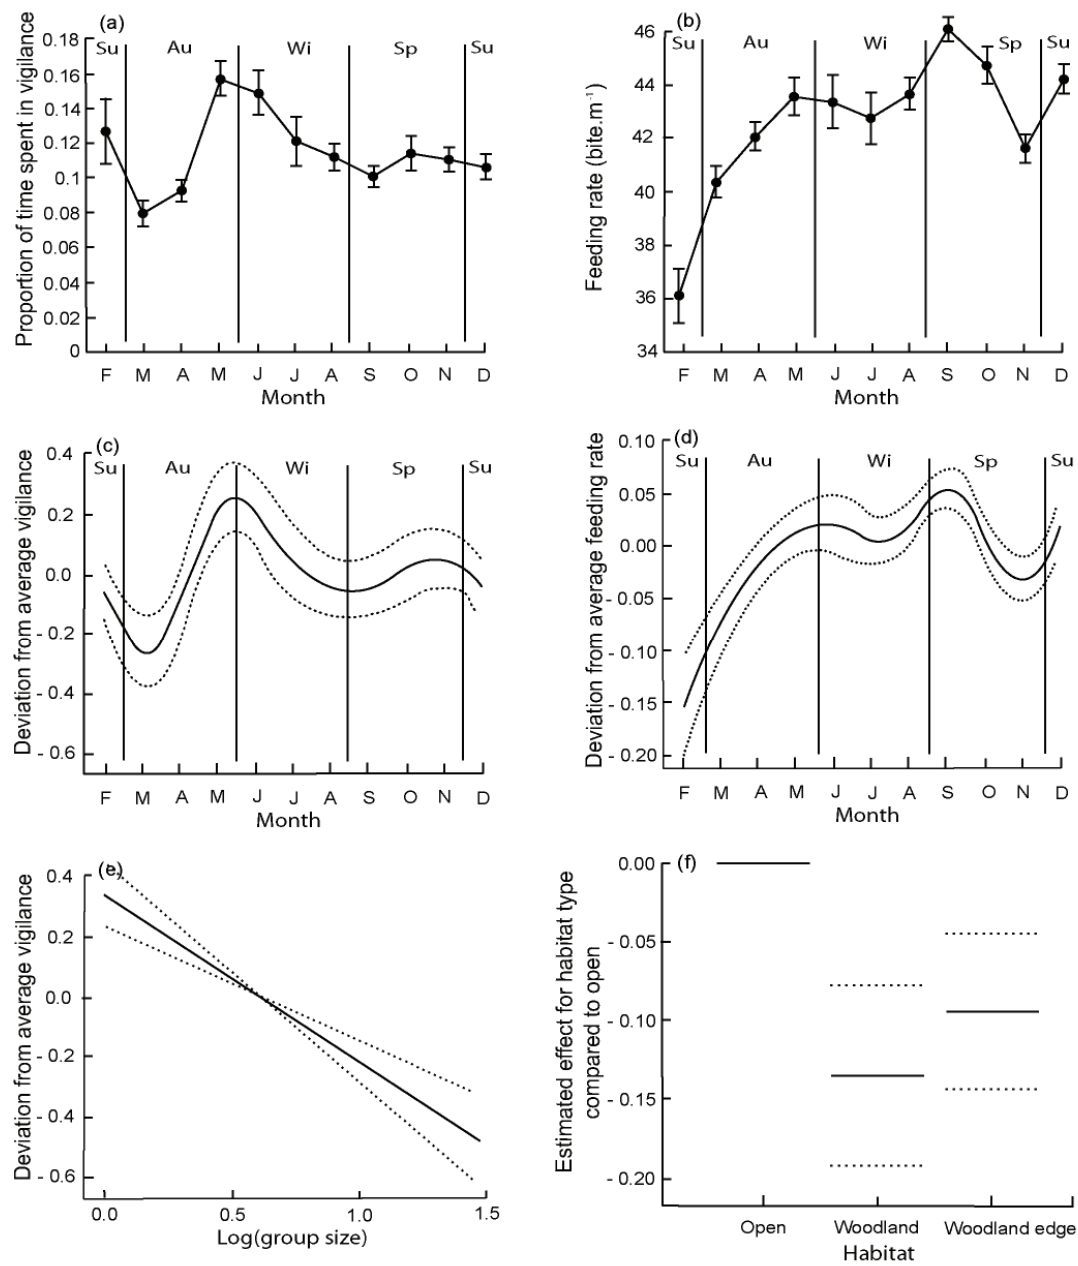 (a)
Proportion of time spent in vigilance
0.18
0.16
0.14
0.120
0.1
0.08
0.06
0.04
0.02
0
Su Au Wi Sp Su
F M A M J J A S O N D
Month
(b)
Feeding rate (bite.m⁻¹)
46
44
42
40
38
36
34
Su Au Wi Sp Su
F M A M J J A S O N D
Month
(c)
Deviation from average vigilance
0.4
0.2
0.0
- 0.2
- 0.4
- 0.6
Su Au Wi Sp Su
F M A M J J A S O N D
Month
(d)
Deviation from average feeding rate
0.10
0.05
0.00
- 0.05
- 0.10
- 0.15
- 0.20
Su Au Wi Sp Su
F M A M J J A S O N D
Month
(e)
Deviation from average vigilance
0.4
0.2
0.0
- 0.2
- 0.4
- 0.6
0.0 0.5 1.0 1.5
Log(group size)
(f)
Estimated effect for habitat type
compared to open
0.00
- 0.05
- 0.10
- 0.15
- 0.20
Open Woodland Woodland edge
Habitat